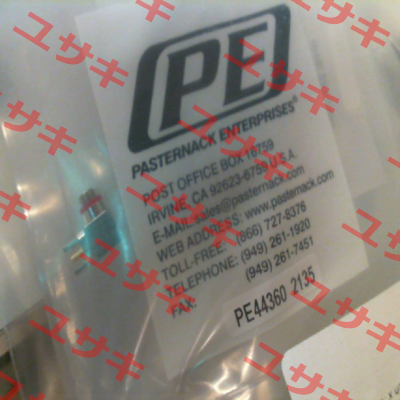 PE
PASTERNACK ENTERPRISES®
POST OFFICE BOX 16759
IRVINE, CA 92623-6759 U.S.A.
E-MAIL:sales@pasternack.com
WEB ADDRESS: www.pasternack.com
TOLL-FREE: (866) 727-8376
TELEPHONE: (949) 261-1920
FAX: (949) 261-7451
PE44360 2135
ユサキ